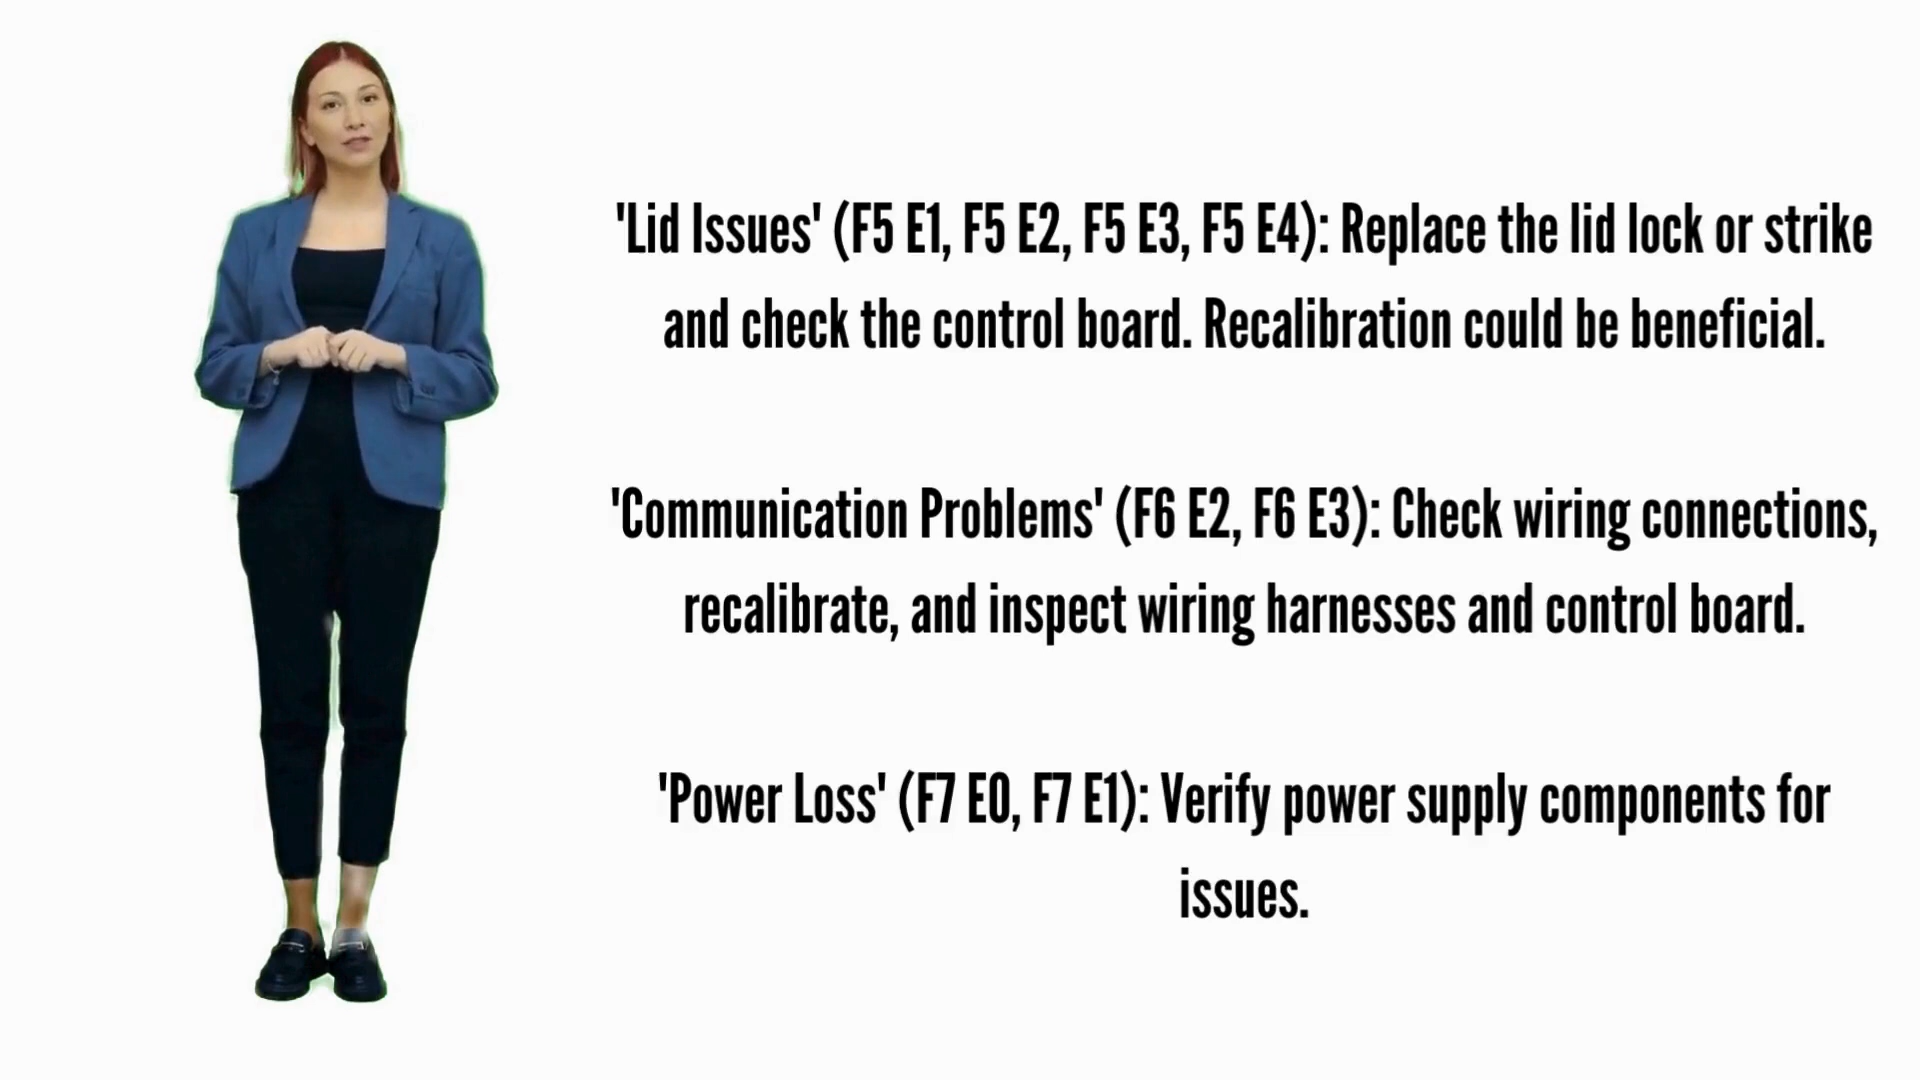 'Lid Issues' (F5 E1, F5 E2, F5 E3, F5 E4): Replace the lid lock or strike
and check the control board. Recalibration could be beneficial.
'Communication Problems' (F6 E2, F6 E3): Check wiring connections,
recalibrate, and inspect wiring harnesses and control board.
'Power Loss' (F7 E0, F7 E1): Verify power supply components for
issues.